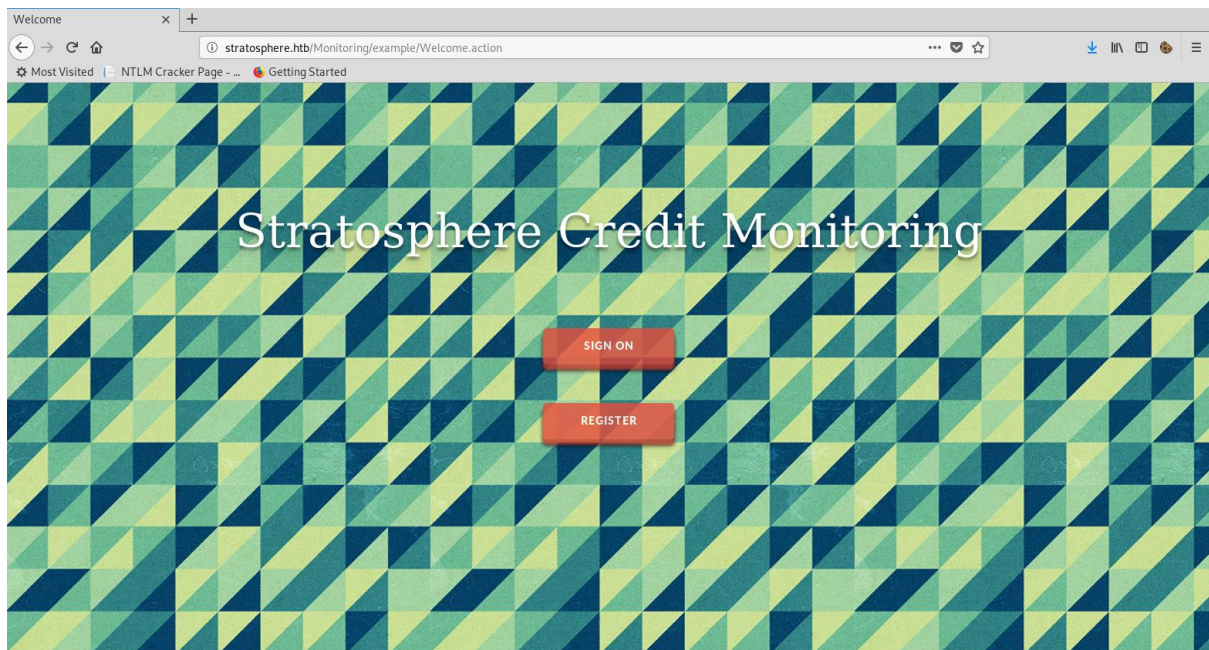 Welcome
stratosphere.htb/Monitoring/example/Welcome.action
Most Visited NTLM Cracker Page - ... Getting Started
Stratosphere Credit Monitoring
SIGN ON
REGISTER